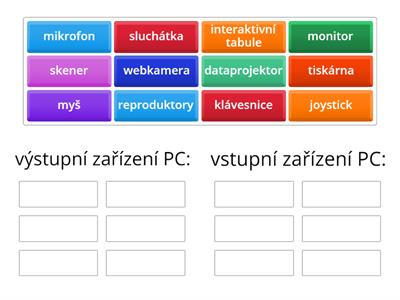 mikrofon
sluchátka
interaktivní
tabule
monitor
skener
webkamera
dataprojektor
tiskárna
myš
reproduktory
klávesnice
joystick
výstupní zařízení PC:
vstupní zařízení PC: